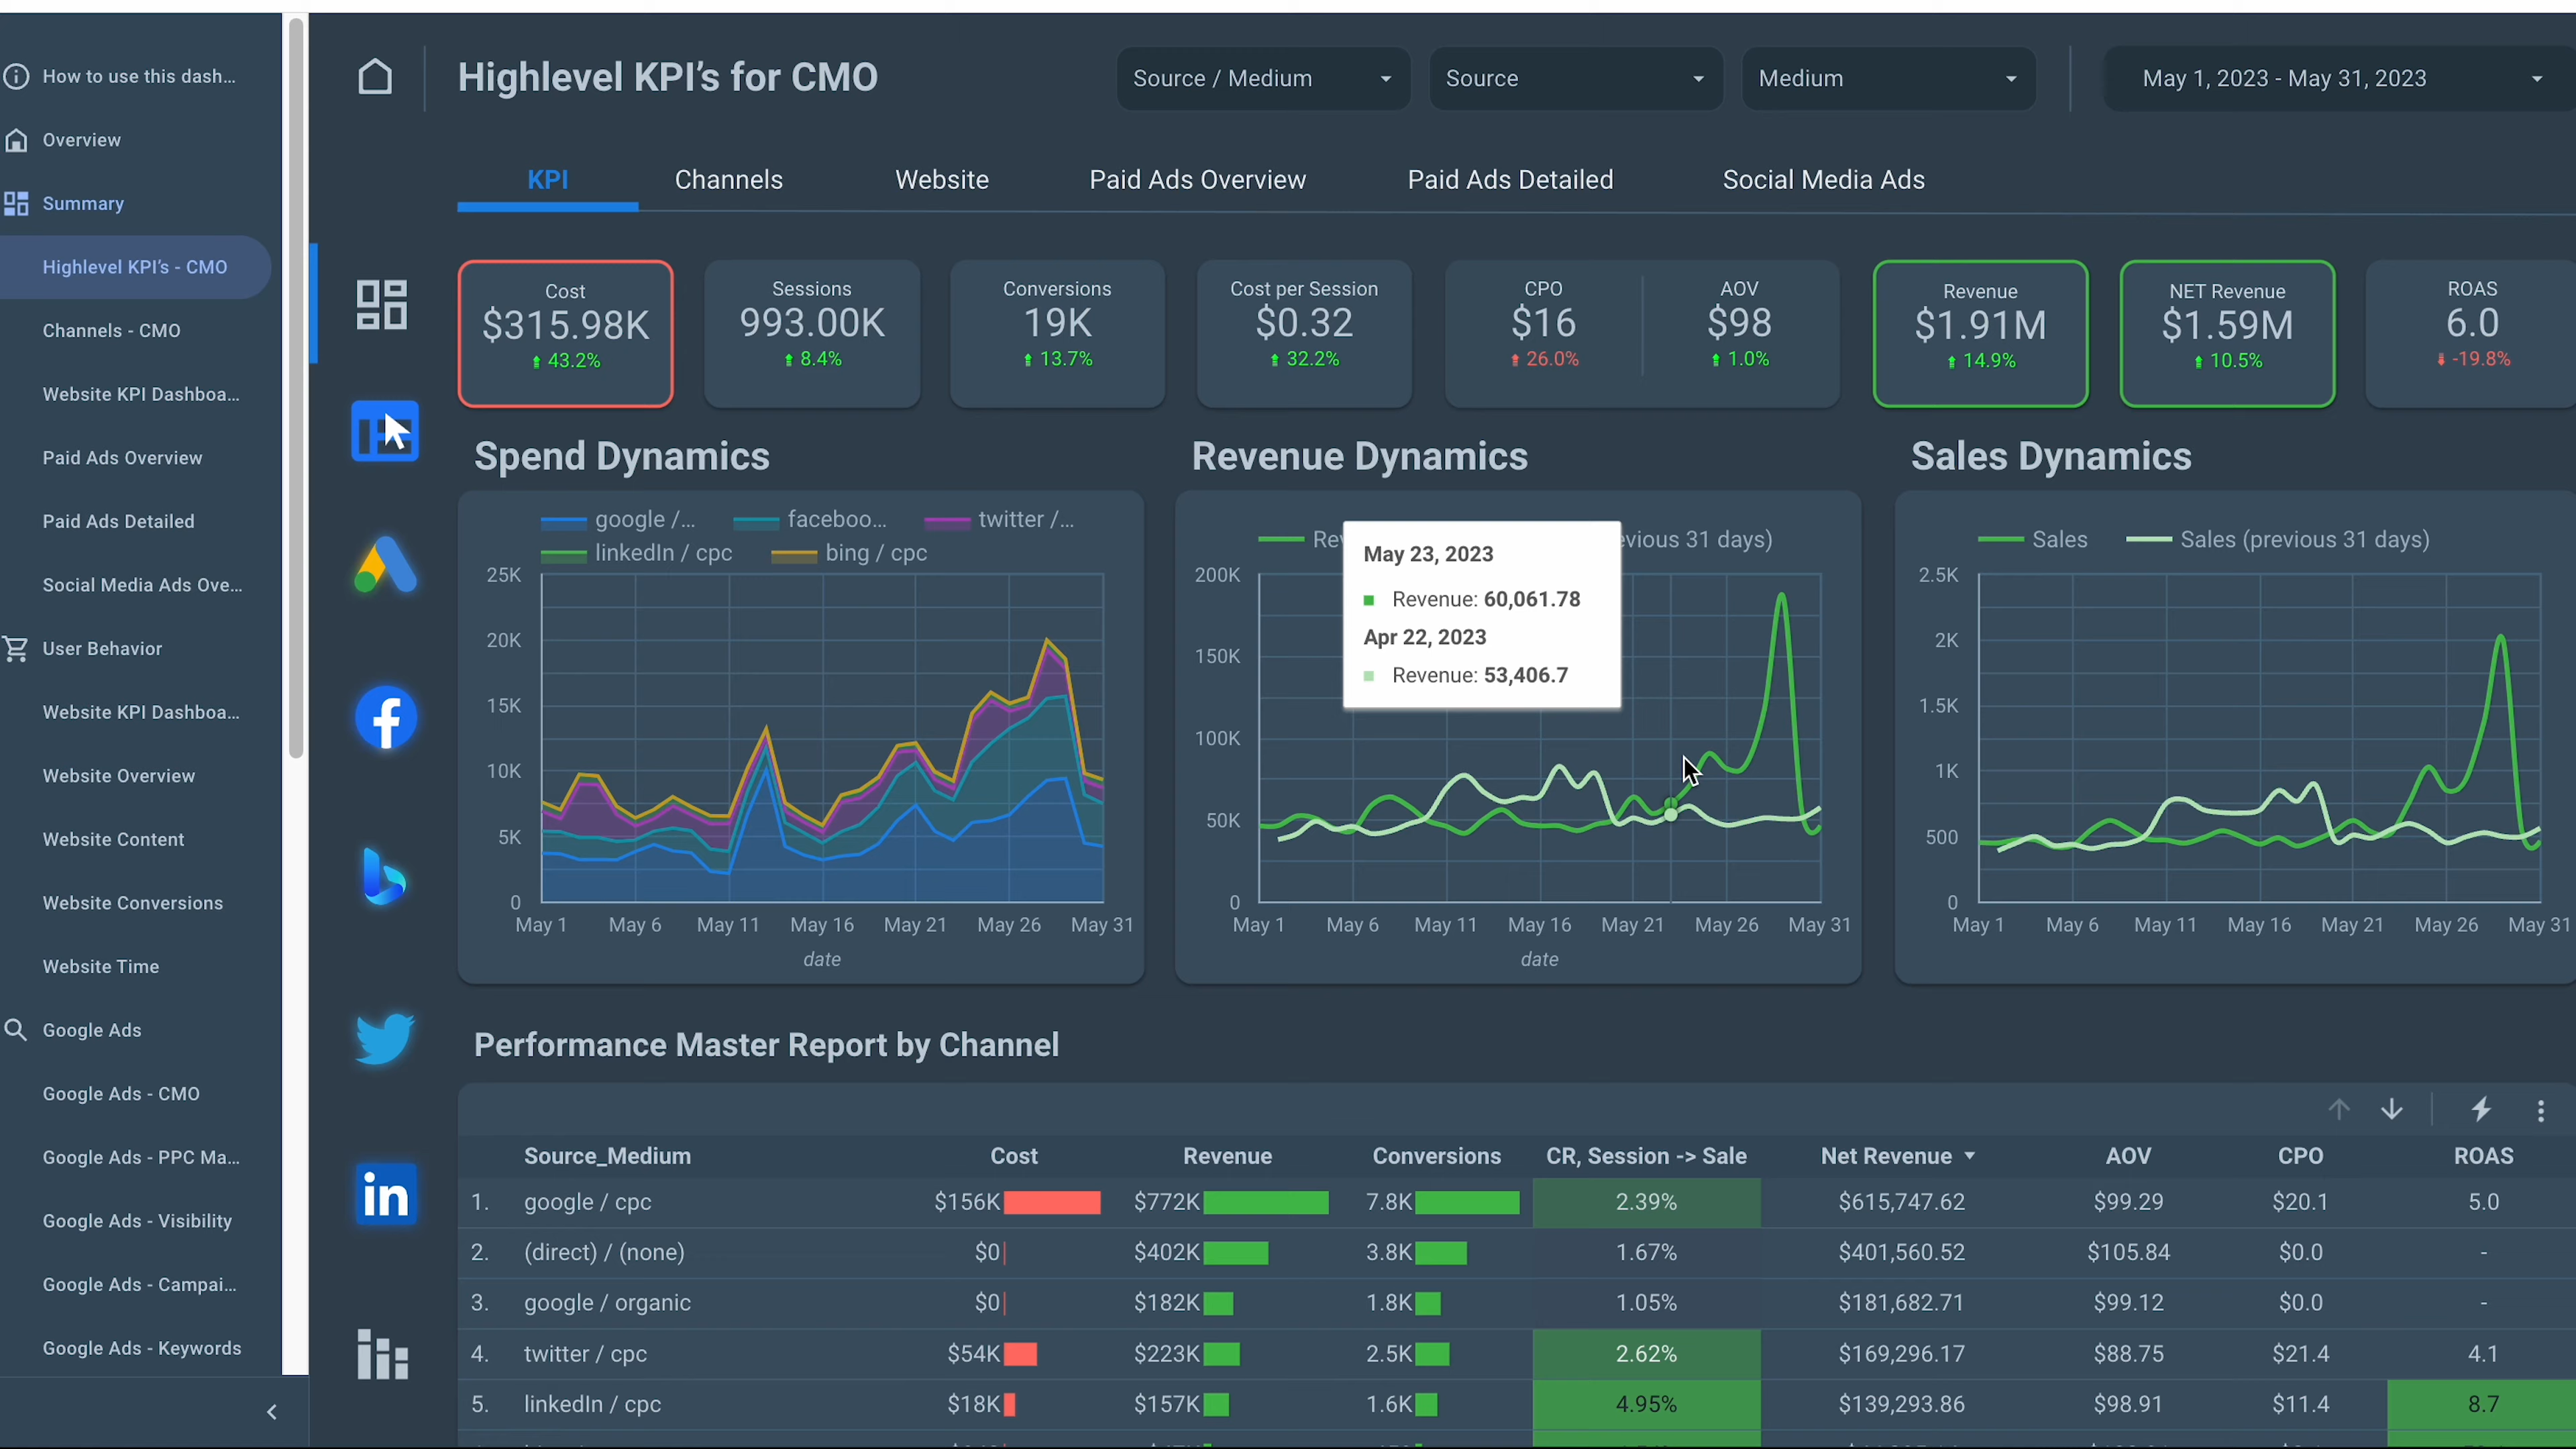 How to use this dash...
Overview
Summary
Highlevel KPI's - CMO
Channels - CMO
Website KPI Dashboa...
Paid Ads Overview
Paid Ads Detailed
Social Media Ads Ove...
User Behavior
Website KPI Dashboa...
Website Overview
Website Content
Website Conversions
Website Time
Google Ads
Google Ads - CMO
Google Ads - PPC Ma...
Google Ads - Visibility
Google Ads - Campai...
Google Ads - Keywords
Highlevel KPI's for CMO
Source / Medium
Source
Medium
May 1, 2023 - May 31, 2023
KPI Channels Website Paid Ads Overview Paid Ads Detailed Social Media Ads
Cost
$315.98K
43.2%
Sessions
993.00K
8.4%
Conversions
19K
13.7%
Cost per Session
$0.32
32.2%
CPO
$16
26.0%
AOV
$98
1.0%
Revenue
$1.91M
14.9%
NET Revenue
$1.59M
10.5%
ROAS
6.0
-19.8%
Spend Dynamics
google /... faceboo... twitter /...
linkedIn / cpc bing / cpc
25K
20K
15K
10K
5K
0
May 1 May 6 May 11 May 16 May 21 May 26 May 31
date
Revenue Dynamics
Re evious 31 days)
May 23, 2023
Revenue: 60,061.78
Apr 22, 2023
Revenue: 53,406.7
200K
150K
100K
50K
0
May 1 May 6 May 11 May 16 May 21 May 26 May 31
date
Sales Dynamics
Sales Sales (previous 31 days)
2.5K
2K
1.5K
1K
500
0
May 1 May 6 May 11 May 16 May 21 May 26 May 31
in
Performance Master Report by Channel
Source_Medium Cost Revenue Conversions CR, Session -> Sale Net Revenue AOV CPO ROAS
1. google / cpc $156K $772K 7.8K 2.39% $615,747.62 $99.29 $20.1 5.0
2. (direct) / (none) $0 $402K 3.8K 1.67% $401,560.52 $105.84 $0.0 -
3. google / organic $0 $182K 1.8K 1.05% $181,682.71 $99.12 $0.0 -
4. twitter / cpc $54K $223K 2.5K 2.62% $169,296.17 $88.75 $21.4 4.1
5. linkedIn / cpc $18K $157K 1.6K 4.95% $139,293.86 $98.91 $11.4 8.7